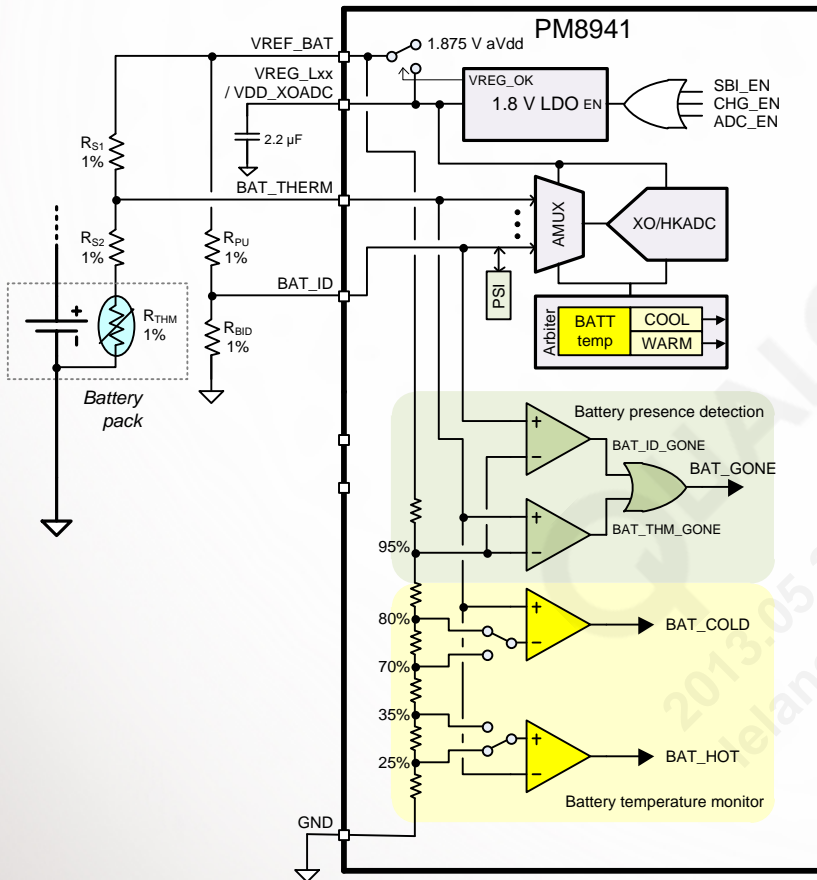 PM8941
VREF_BAT
1.875 V aVdd
VREG_Lxx
/ VDD_XOADC
VREG_OK
1.8 V LDO EN
SBI_EN
CHG_EN
ADC_EN
2.2 µF
RS1
1%
BAT_THERM
AMUX
XO/HKADC
RS2
1%
RPU
1%
BAT_ID
PSI
RTHM
1%
RBID
1%
Arbiter
BATT
temp
COOL
WARM
Battery
pack
Battery presence detection
BAT_ID_GONE
BAT_GONE
BAT_THM_GONE
95%
80%
BAT_COLD
70%
35%
25%
BAT_HOT
Battery temperature monitor
GND